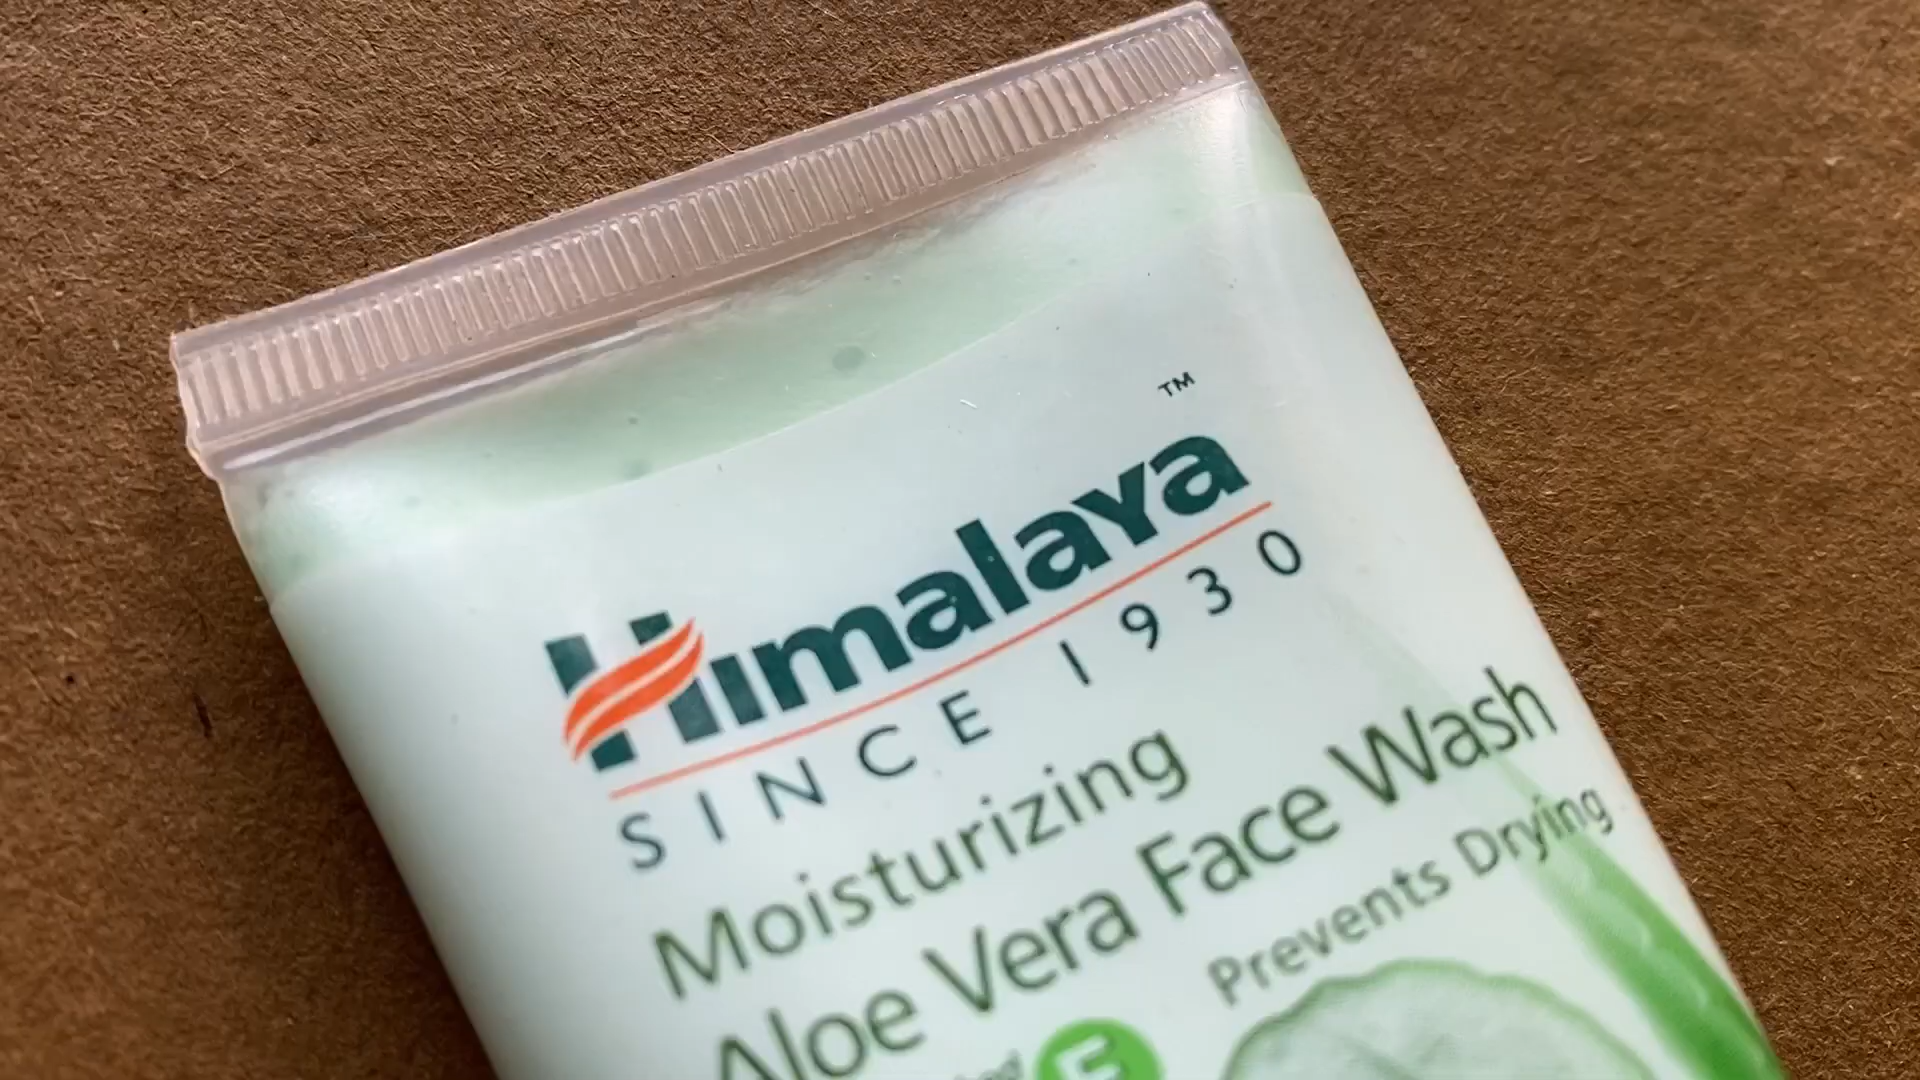 Himalaya™
SINCE 1930
Moisturizing
Aloe Vera Face Wash
Prevents Drying
E